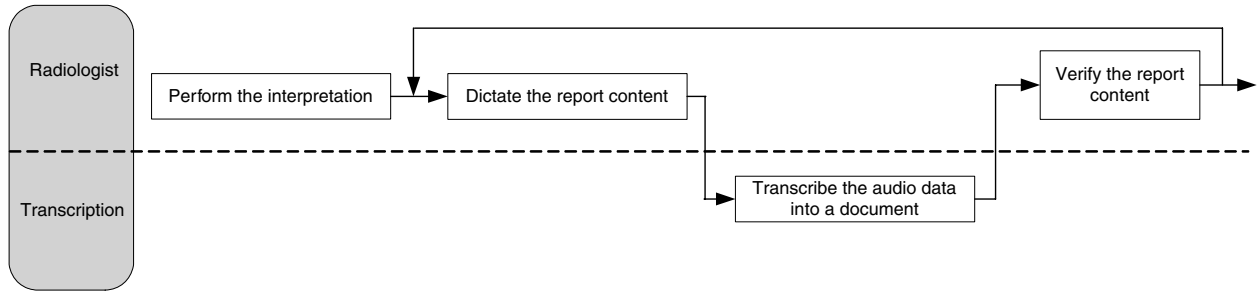 Radiologist
Perform the interpretation
Dictate the report content
Verify the report
content
Transcription
Transcribe the audio data
into a document